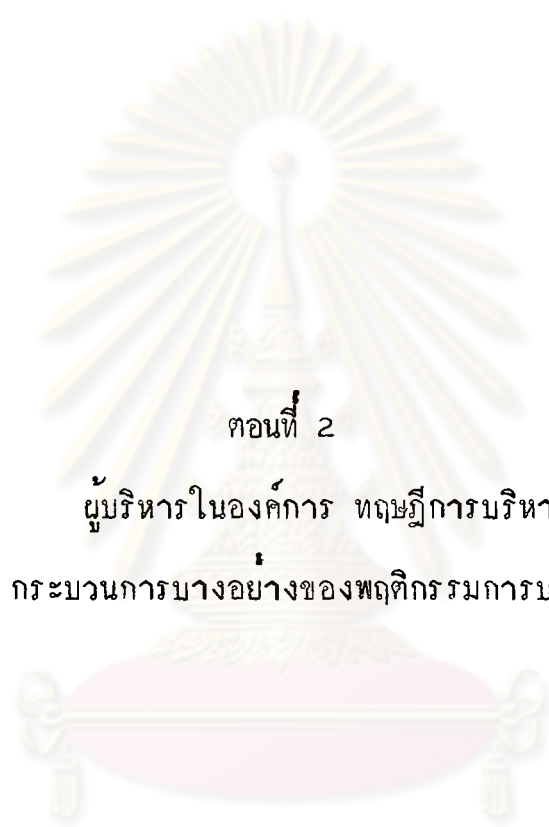 ตอนที่ 2
ผู้บริหารในองค์การ ทฤษฎีการบริหา
กระบวนการบางอย่างของพฤติกรรมการบ